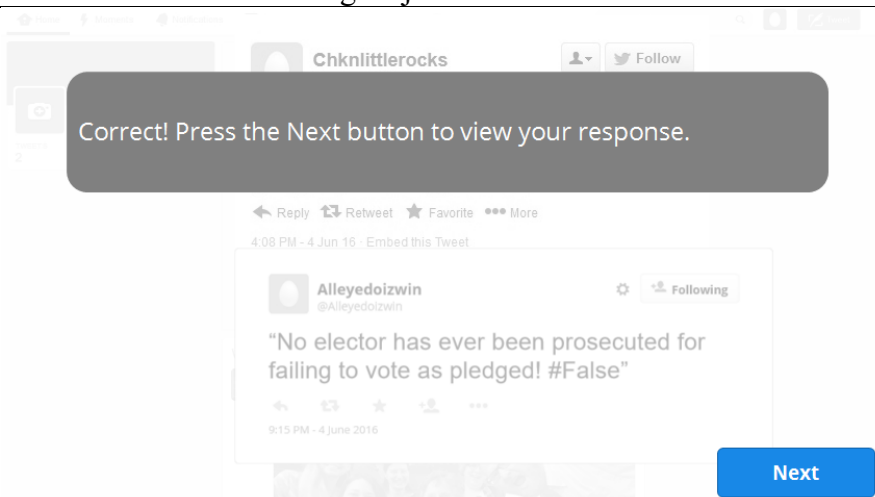 Home Moments Notifications
Chknlittlerocks Follow
Correct! Press the Next button to view your response.
2
Reply Retweet Favorite More
4:08 PM - 4 Jun 16 · Embed this Tweet
Alleyedoizwin Following
@Alleyedoizwin
“No elector has ever been prosecuted for
failing to vote as pledged! #False”
9:15 PM - 4 June 2016
Next